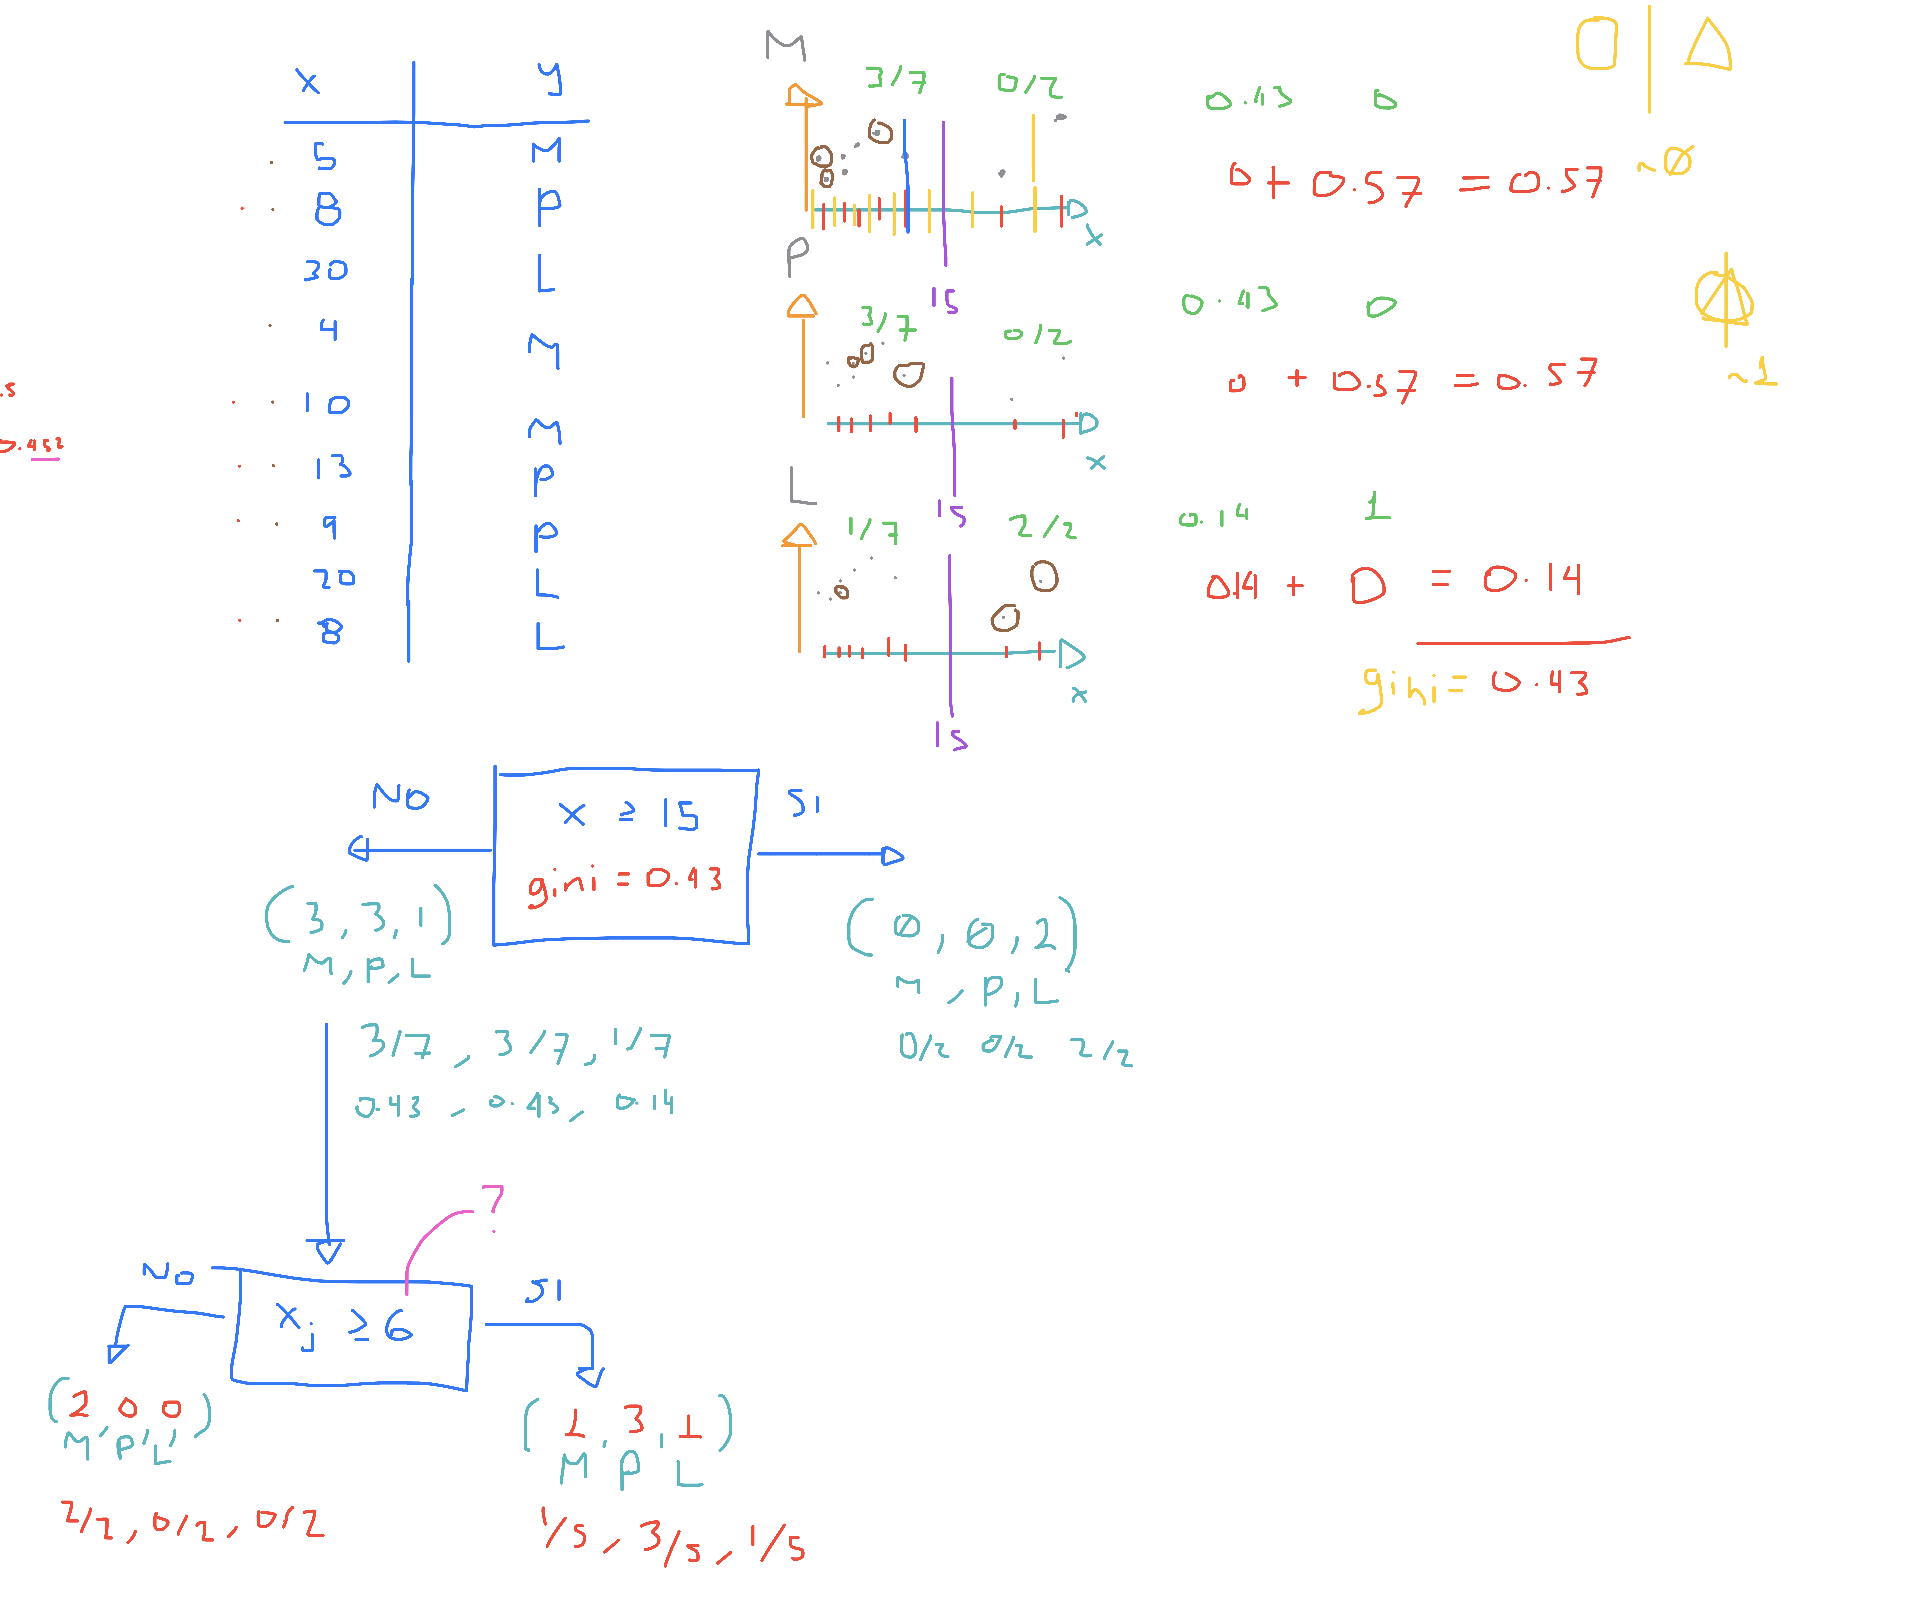 x y
5 M
8 P
30 L
4 M
10 M
13 P
9 P
20 L
8 L
.5
0.452
M
3/7 0/2
x
15
0.43 0
0 + 0.57 = 0.57 ~0
P
3/7 0/2
x
15
0.43 0
0 + 0.57 = 0.57
~1
L
1/7 2/2
x
15
0.14 1
0.14 + 0 = 0.14
gini = 0.43
NO
x ≥ 15
gini = 0.43
SI
(3, 3, 1)
M, P, L
3/7, 3/7, 1/7
0.43, 0.43, 0.14
(0, 0, 2)
M, P, L
0/2 0/2 2/2
?
NO
xj ≥ 6
SI
(2, 0, 0)
M, P, L
2/2, 0/2, 0/2
(1, 3, 1)
M P L
1/5, 3/5, 1/5